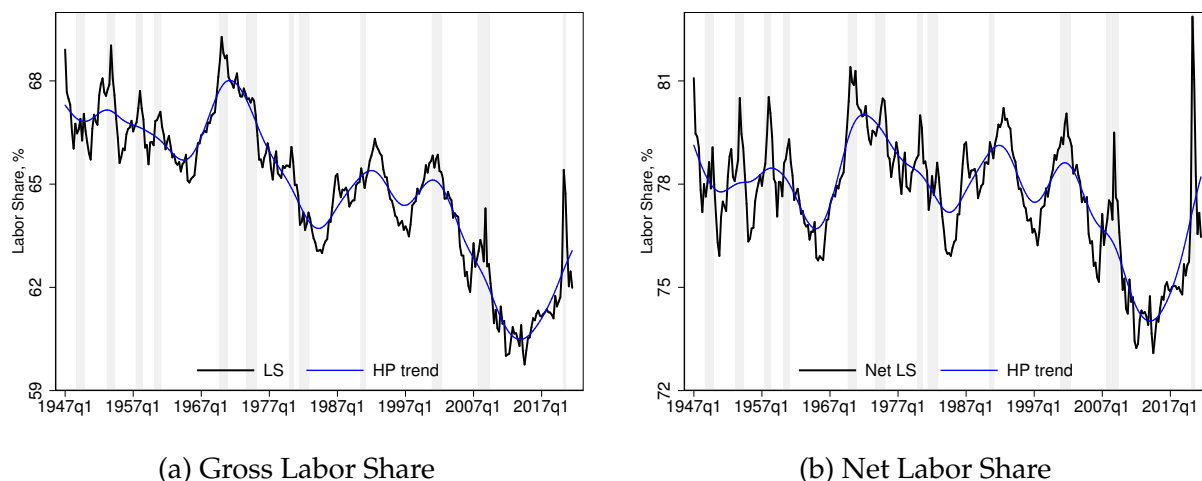 Labor Share, %
68
65
62
59
1947q1 1957q1 1967q1 1977q1 1987q1 1997q1 2007q1 2017q1
LS HP trend
(a) Gross Labor Share
Labor Share, %
81
78
75
72
1947q1 1957q1 1967q1 1977q1 1987q1 1997q1 2007q1 2017q1
Net LS HP trend
(b) Net Labor Share